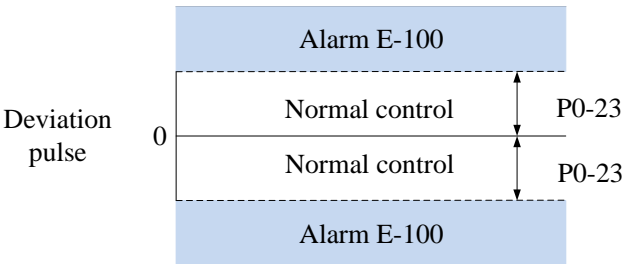 Alarm E-100
Normal control
P0-23
Deviation
pulse
0
Normal control
P0-23
Alarm E-100